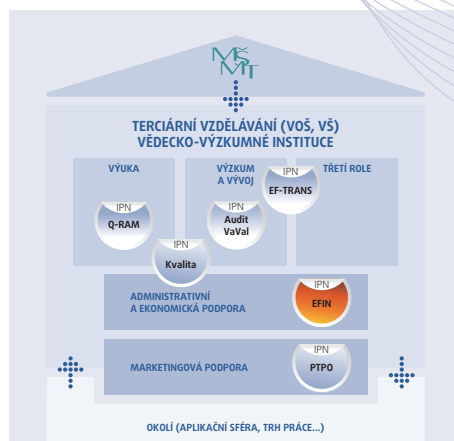 MŠMT
TERCIÁRNÍ VZDĚLÁVÁNÍ (VOŠ, VŠ)
VĚDECKO-VÝZKUMNÉ INSTITUCE
VÝUKA
VÝZKUM
A VÝVOJ
TŘETÍ ROLE
IPN
EF-TRANS
IPN
Q-RAM
IPN
Audit
VaVaI
IPN
Kvalita
ADMINISTRATIVNÍ
A EKONOMICKÁ PODPORA
IPN
EFIN
MARKETINGOVÁ PODPORA
IPN
PTPO
OKOLÍ (APLIKAČNÍ SFÉRA, TRH PRÁCE...)